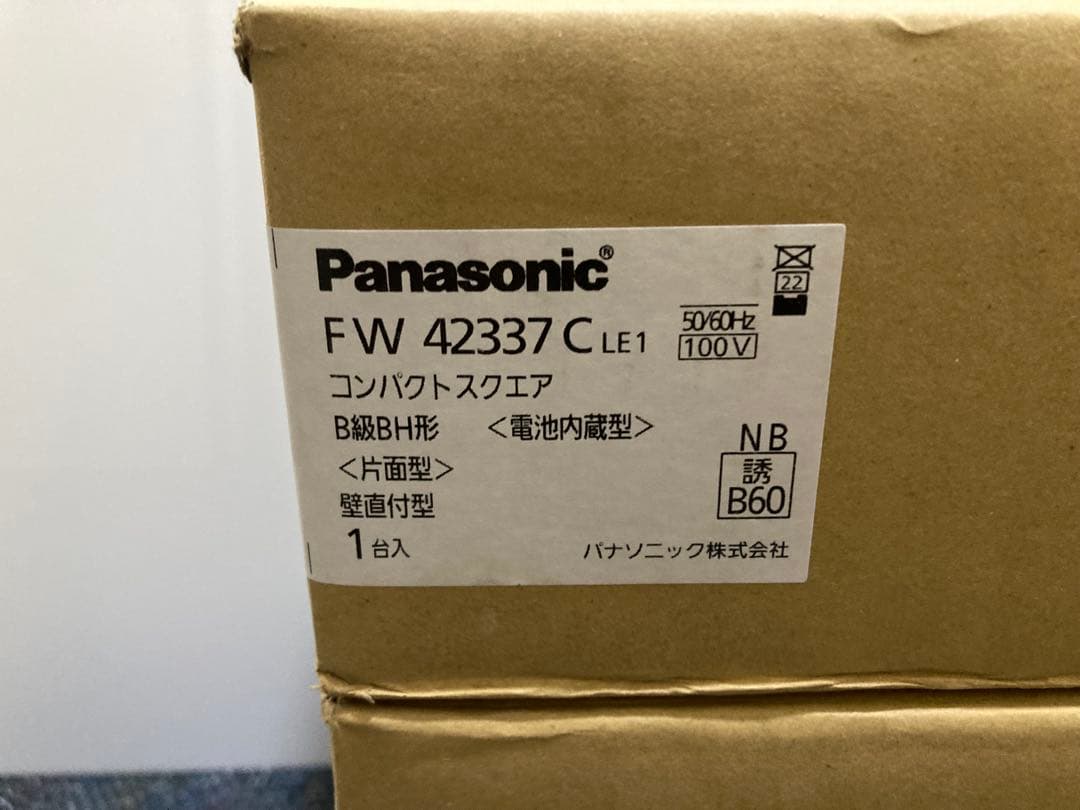 Panasonic®
FW 42337C LE1
50/60Hz
100V
22
コンパクトスクエア
B級BH形 <電池内蔵型>
<片面型>
壁直付型
1台入
NB
誘
B60
パナソニック株式会社